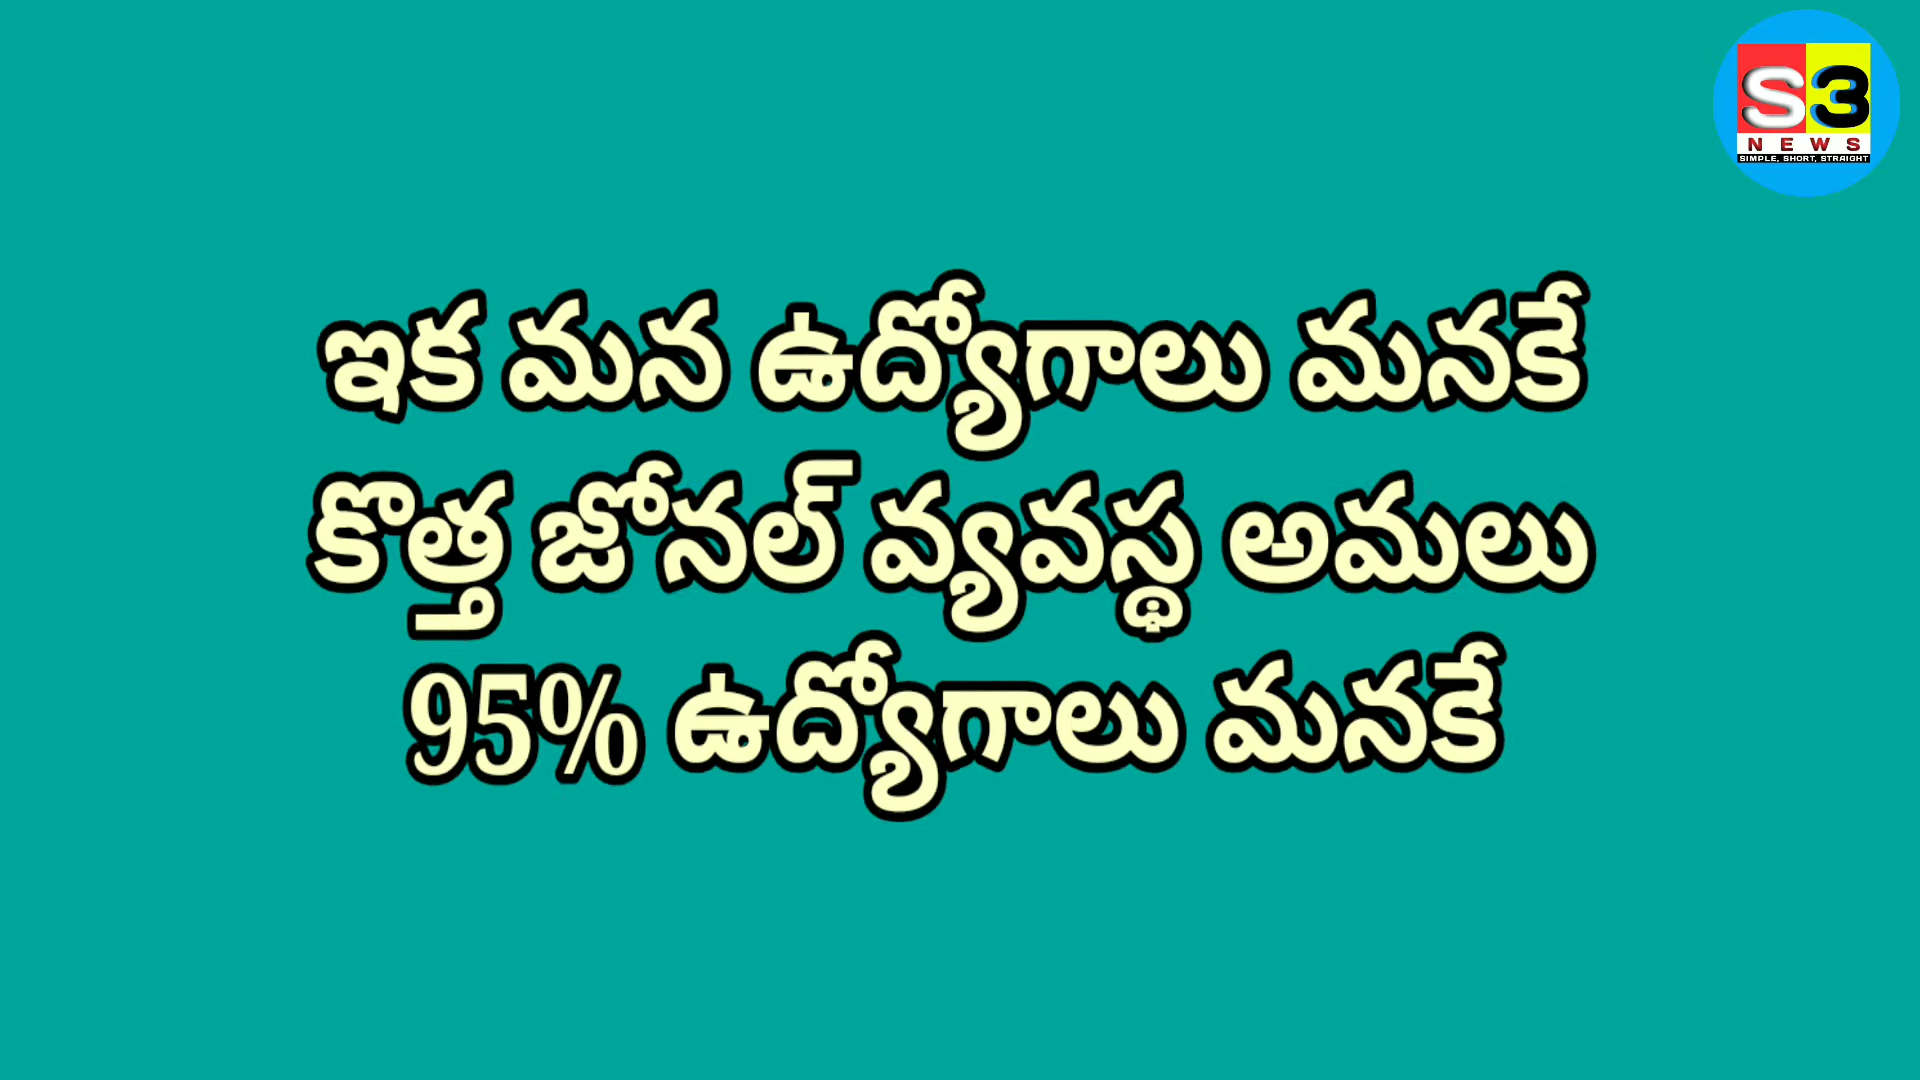 S3
NEWS
SIMPLE, SHORT, STRAIGHT
ఇక మన ఉద్యోగాలు మనకే
కొత్త జోనల్ వ్యవస్థ అమలు
95% ఉద్యోగాలు మనకే